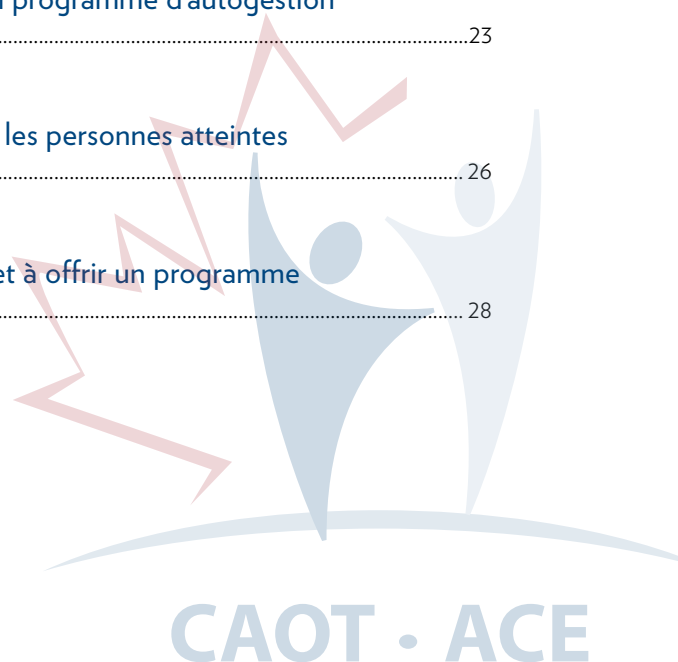 programme d'autogestion
........................................................................................................23
les personnes atteintes
........................................................................................................ 26
et à offrir un programme
........................................................................................................ 28
CAOT • ACE